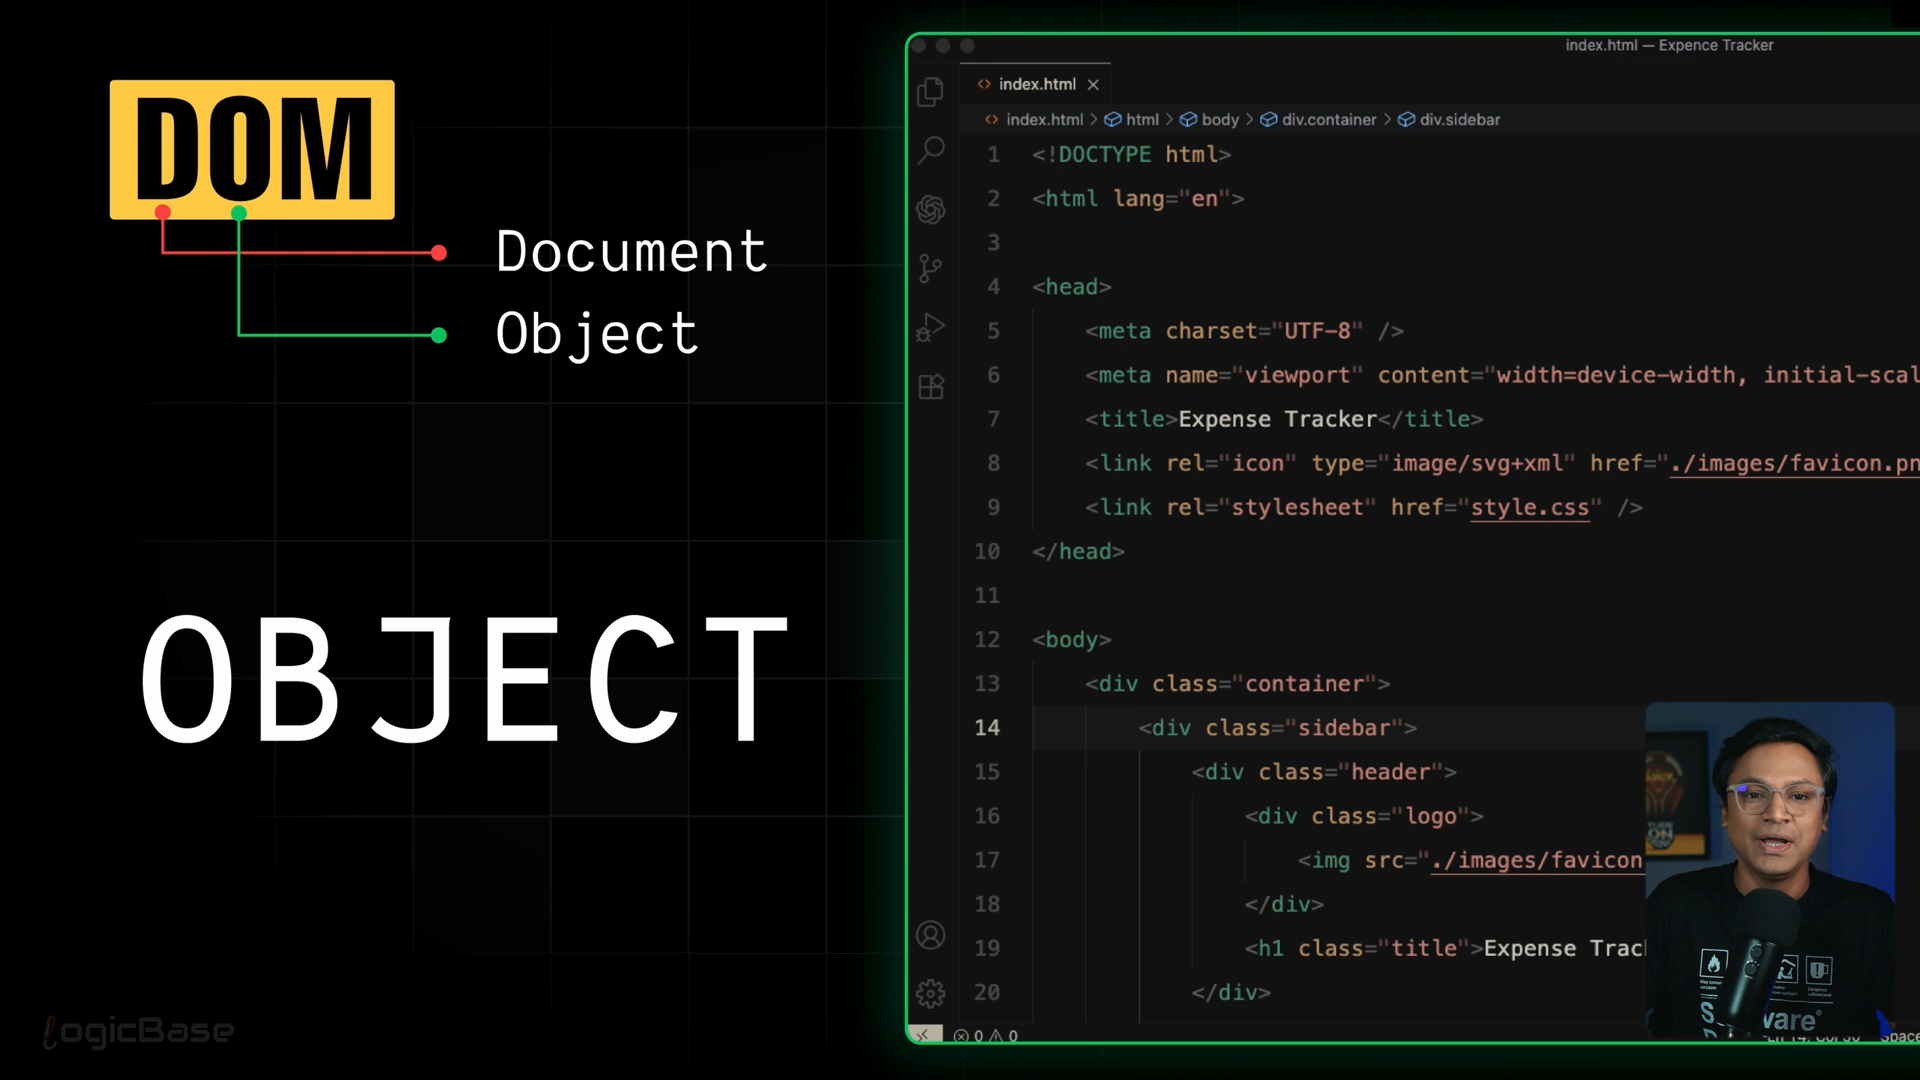 DOM
Document
Object
OBJECT
LogicBase
index.html — Expence Tracker
index.html
index.html > html > body > div.container > div.sidebar
1 <!DOCTYPE html>
2 <html lang="en">
3
4 <head>
5 <meta charset="UTF-8" />
6 <meta name="viewport" content="width=device-width, initial-scal
7 <title>Expense Tracker</title>
8 <link rel="icon" type="image/svg+xml" href="./images/favicon.pn
9 <link rel="stylesheet" href="style.css" />
10 </head>
11
12 <body>
13 <div class="container">
14 <div class="sidebar">
15 <div class="header">
16 <div class="logo">
17 <img src="./images/favicon
18 </div>
19 <h1 class="title">Expense Trac
20 </div>
0 0
Space